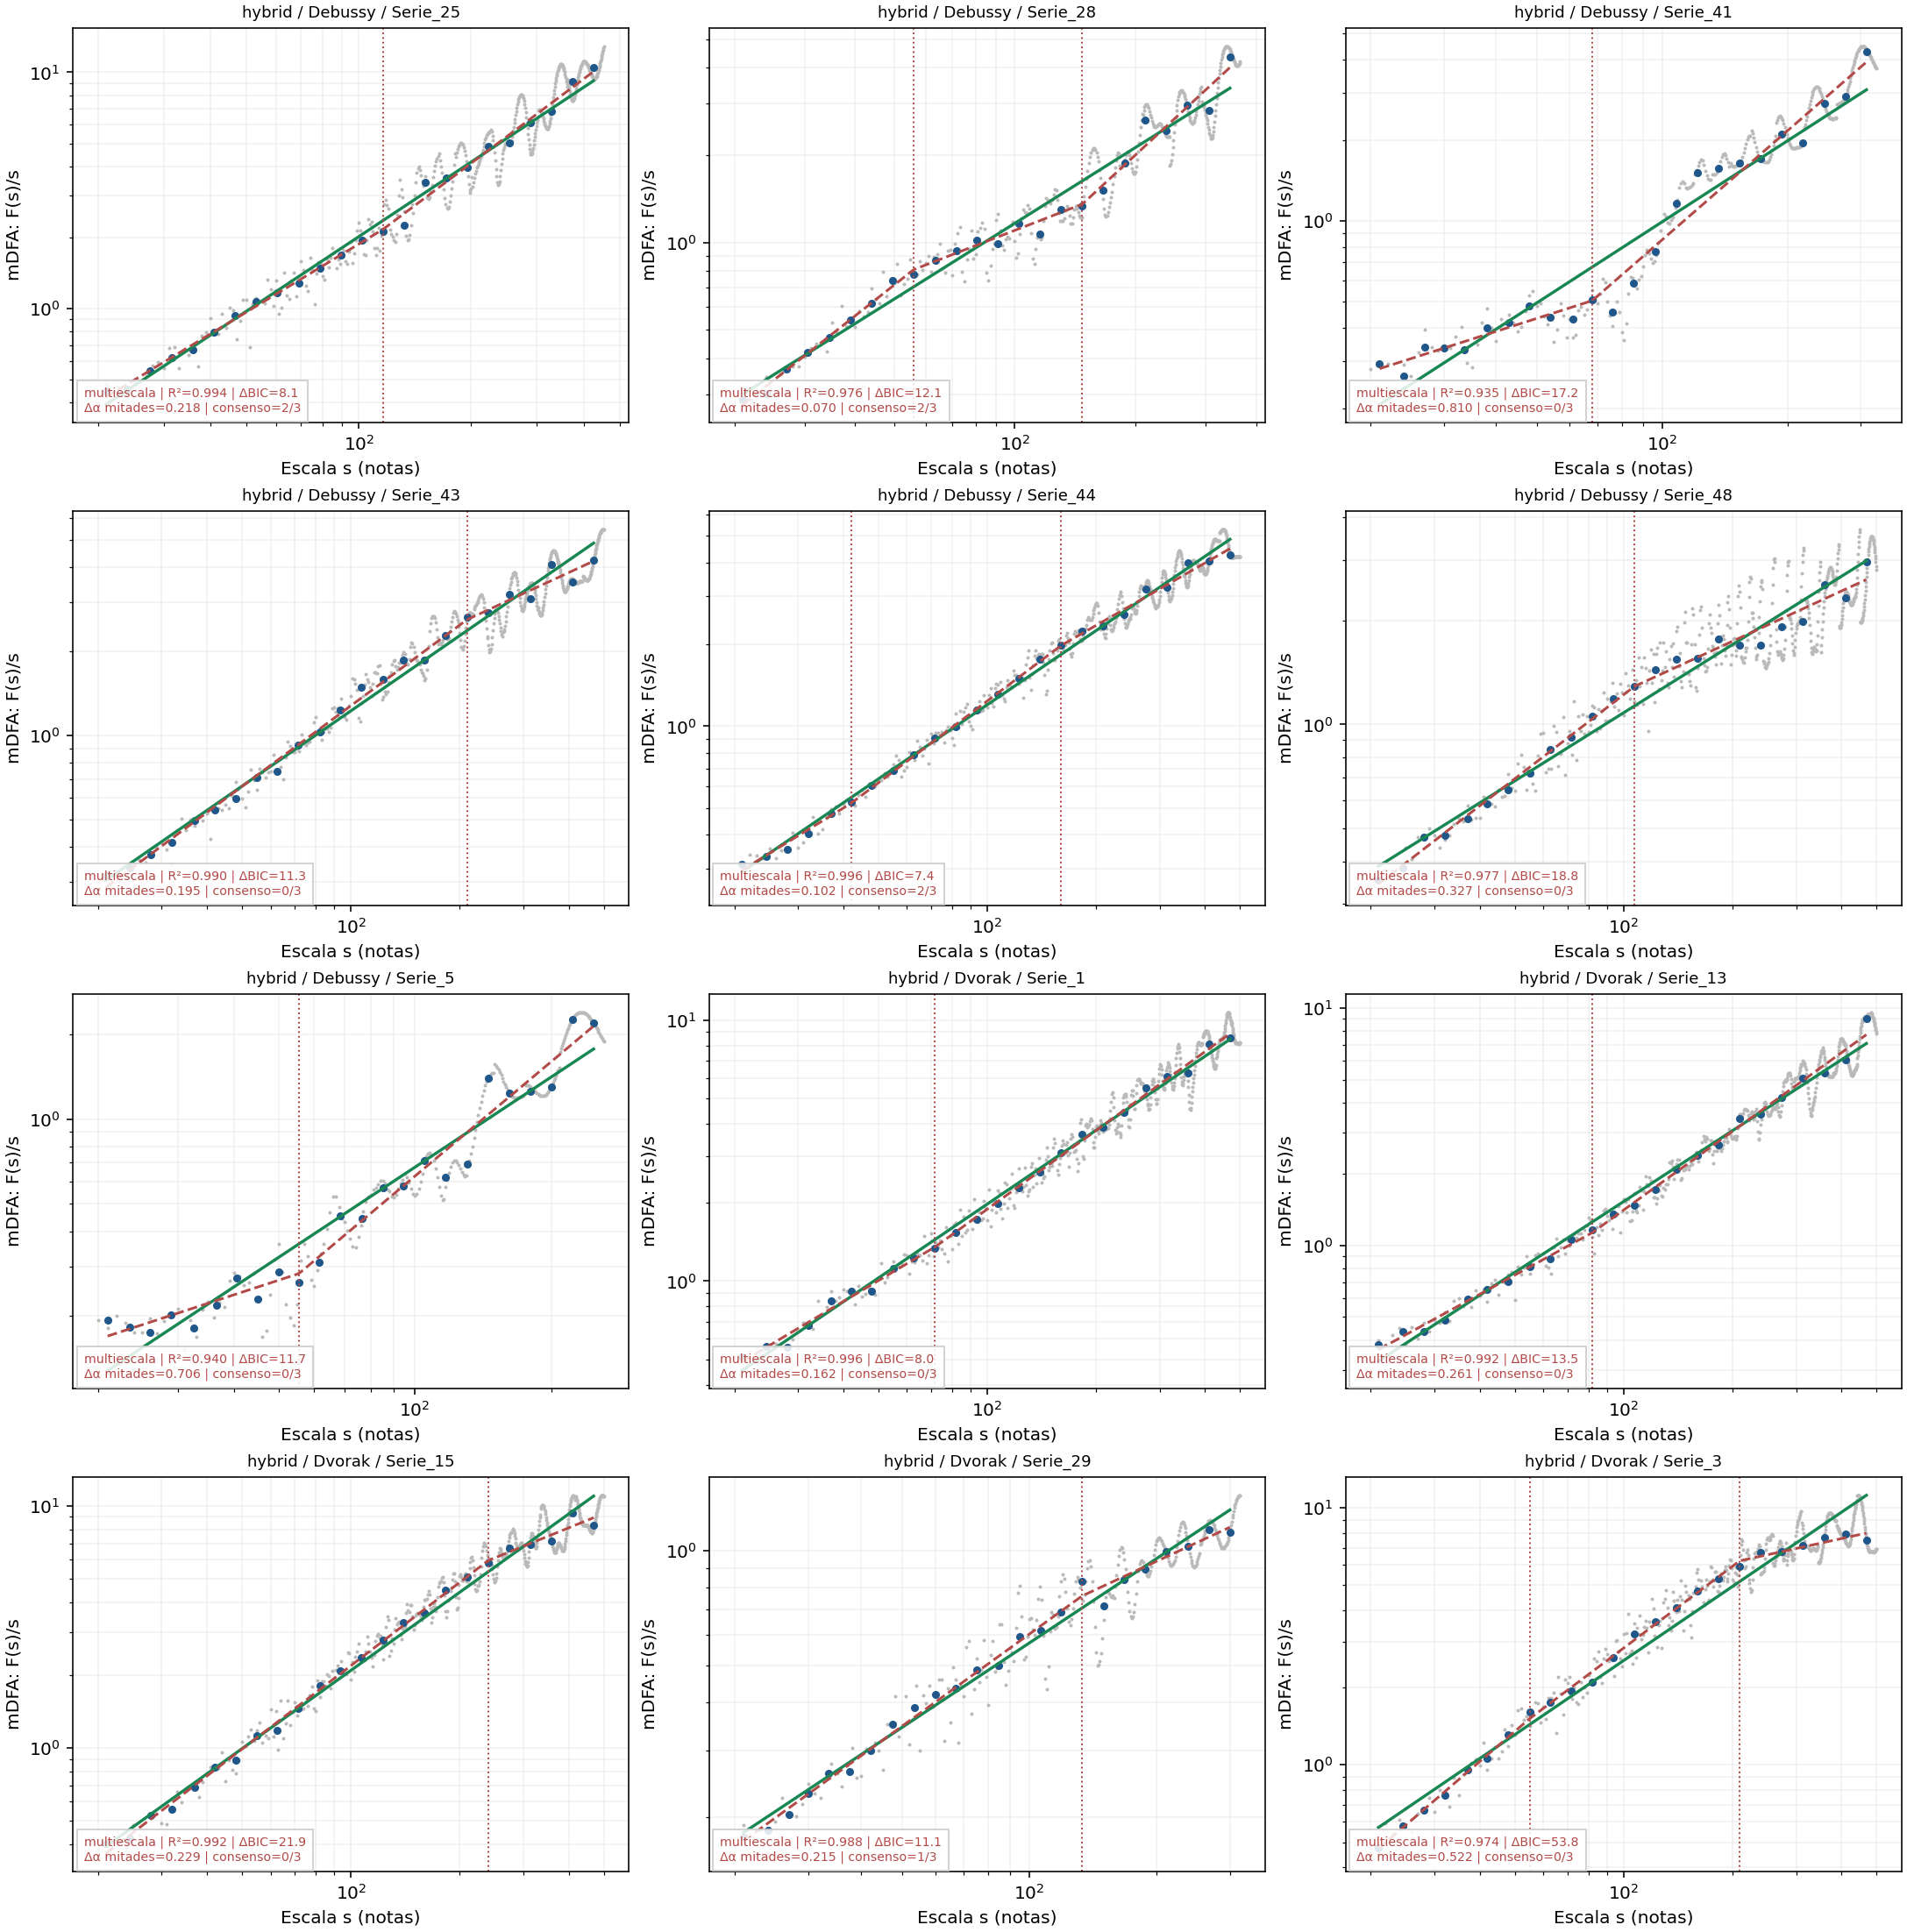 hybrid / Debussy / Serie_25
10¹
10⁰
mDFA: F(s)/s
multiescala | R²=0.994 | ΔBIC=8.1
Δα mitades=0.218 | consenso=2/3
10²
Escala s (notas)
hybrid / Debussy / Serie_28
10⁰
mDFA: F(s)/s
multiescala | R²=0.976 | ΔBIC=12.1
Δα mitades=0.070 | consenso=2/3
10²
Escala s (notas)
hybrid / Debussy / Serie_41
10⁰
mDFA: F(s)/s
multiescala | R²=0.935 | ΔBIC=17.2
Δα mitades=0.810 | consenso=0/3
10²
Escala s (notas)
hybrid / Debussy / Serie_43
10⁰
mDFA: F(s)/s
multiescala | R²=0.990 | ΔBIC=11.3
Δα mitades=0.195 | consenso=0/3
10²
Escala s (notas)
hybrid / Debussy / Serie_44
10⁰
mDFA: F(s)/s
multiescala | R²=0.996 | ΔBIC=7.4
Δα mitades=0.102 | consenso=2/3
10²
Escala s (notas)
hybrid / Debussy / Serie_48
10⁰
mDFA: F(s)/s
multiescala | R²=0.977 | ΔBIC=18.8
Δα mitades=0.327 | consenso=0/3
10²
Escala s (notas)
hybrid / Debussy / Serie_5
10⁰
mDFA: F(s)/s
multiescala | R²=0.940 | ΔBIC=11.7
Δα mitades=0.706 | consenso=0/3
10²
Escala s (notas)
hybrid / Dvorak / Serie_1
10¹
10⁰
mDFA: F(s)/s
multiescala | R²=0.996 | ΔBIC=8.0
Δα mitades=0.162 | consenso=0/3
10²
Escala s (notas)
hybrid / Dvorak / Serie_13
10¹
10⁰
mDFA: F(s)/s
multiescala | R²=0.992 | ΔBIC=13.5
Δα mitades=0.261 | consenso=0/3
10²
Escala s (notas)
hybrid / Dvorak / Serie_15
10¹
10⁰
mDFA: F(s)/s
multiescala | R²=0.992 | ΔBIC=21.9
Δα mitades=0.229 | consenso=0/3
10²
Escala s (notas)
hybrid / Dvorak / Serie_29
10⁰
mDFA: F(s)/s
multiescala | R²=0.988 | ΔBIC=11.1
Δα mitades=0.215 | consenso=1/3
10²
Escala s (notas)
hybrid / Dvorak / Serie_3
10¹
10⁰
mDFA: F(s)/s
multiescala | R²=0.974 | ΔBIC=53.8
Δα mitades=0.522 | consenso=0/3
10²
Escala s (notas)